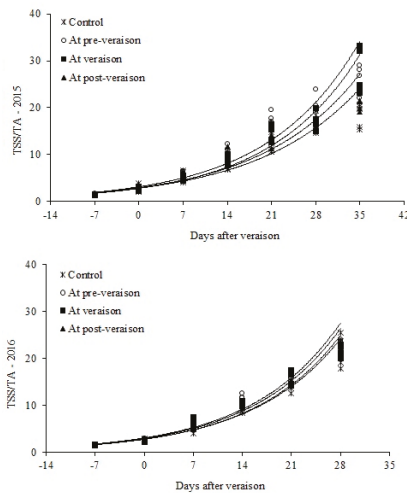 40
30
20
10
0
TSS/TA - 2015
Control
At pre-veraison
At veraison
At post-veraison
-14 -7 0 7 14 21 28 35 42
Days after veraison
40
30
20
10
0
TSS/TA - 2016
Control
At pre-veraison
At veraison
At post-veraison
-14 -7 0 7 14 21 28 35
Days after veraison